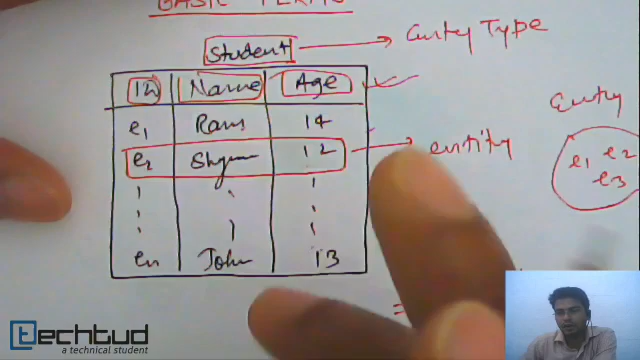 BASIC TERMS
Student → Entity Type
ID Name Age
e1 Ram 14
e2 Shyam 12 → entity
en John 13
Entity
e1 e2
e3
=
techtud
a technical student